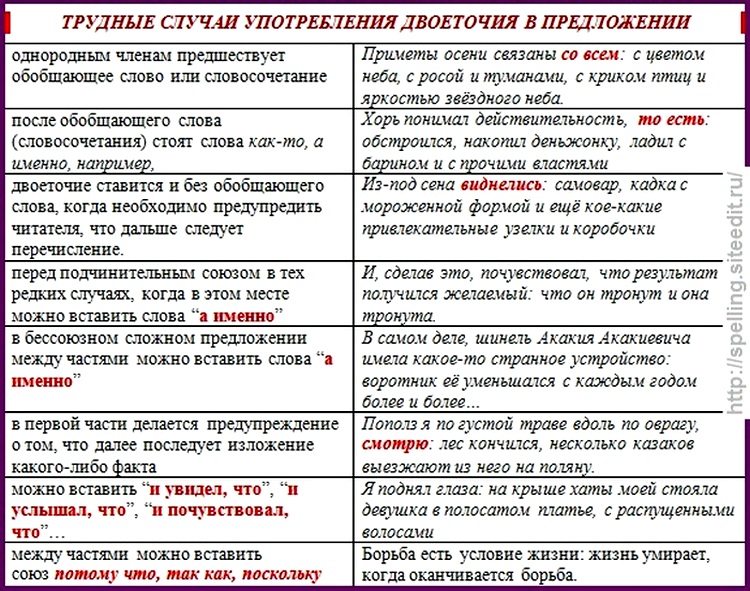 ТРУДНЫЕ СЛУЧАИ УПОТРЕБЛЕНИЯ ДВОЕТОЧИЯ В ПРЕДЛОЖЕНИИ
однородным членам предшествует
обобщающее слово или словосочетание
Приметы осени связаны со всем: с цветом
неба, с росой и туманами, с криком птиц и
яркостью звёздного неба.
после обобщающего слова
(словосочетания) стоят слова как-то, а
именно, например,
Хорь понимал действительность, то есть:
обстроился, накопил деньжонку, ладил с
барином и с прочими властями
двоеточие ставится и без обобщающего
слова, когда необходимо предупредить
читателя, что дальше следует
перечисление.
Из-под сена виднелись: самовар, кадка с
мороженной формой и ещё кое-какие
привлекательные узелки и коробочки
перед подчинительным союзом в тех
редких случаях, когда в этом месте
можно вставить слова “а именно”
И, сделав это, почувствовал, что результат
получился желаемый: что он тронут и она
тронута.
в бессоюзном сложном предложении
между частями можно вставить слова “а
именно”
В самом деле, шинель Акакия Акакиевича
имела какое-то странное устройство:
воротник её уменьшался с каждым годом
более и более…
в первой части делается предупреждение
о том, что далее последует изложение
какого-либо факта
Пополз я по густой траве вдоль по оврагу,
смотрю: лес кончился, несколько казаков
выезжают из него на поляну.
можно вставить “и увидел, что”, “и
услышал, что”, “и почувствовал,
что”…
Я поднял глаза: на крыше хаты моей стояла
девушка в полосатом платье, с распущенными
волосами
между частями можно вставить
союз потому что, так как, поскольку
Борьба есть условие жизни: жизнь умирает,
когда оканчивается борьба.
http://spelling.siteedit.ru/